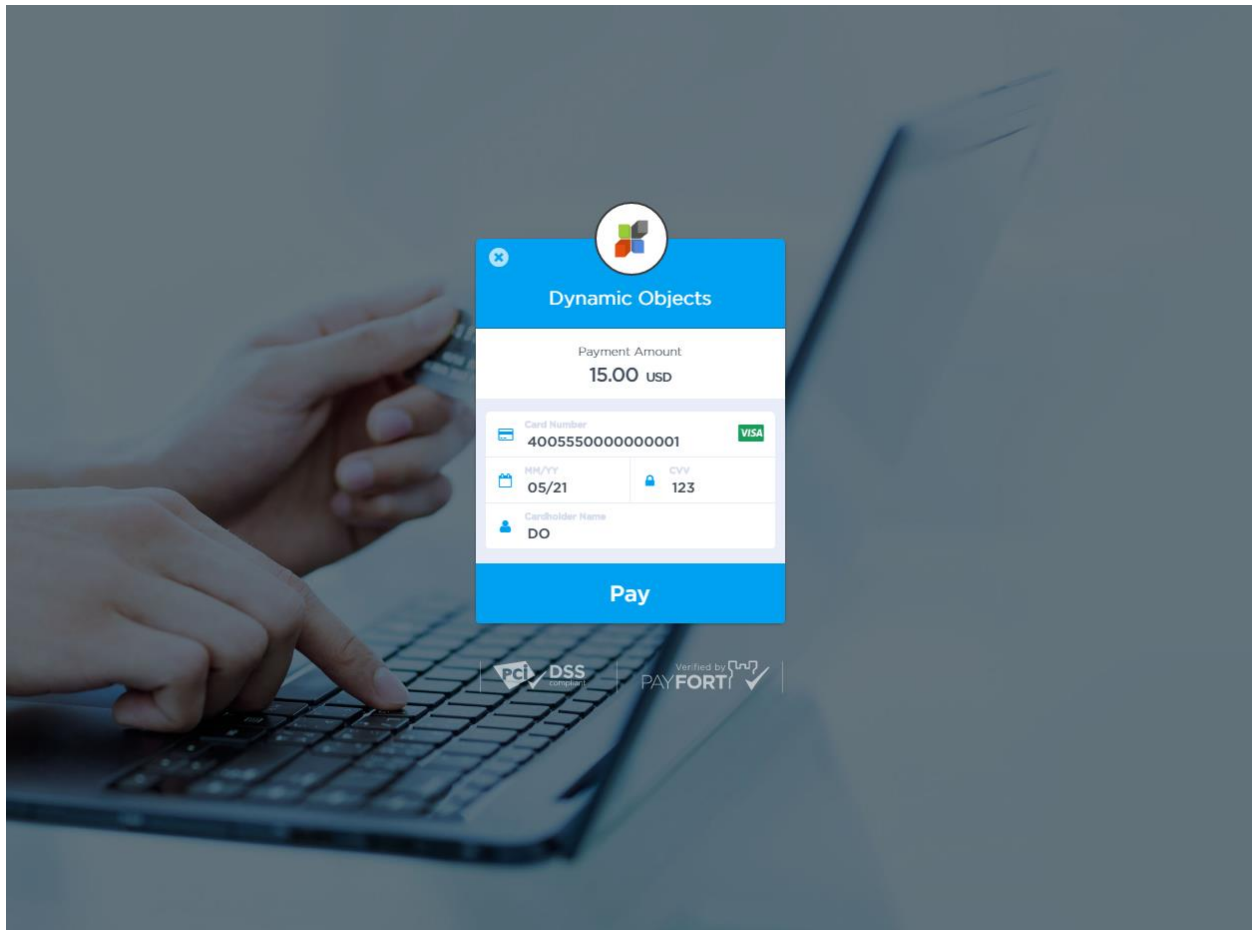 Dynamic Objects
Payment Amount
15.00 USD
Card Number
4005550000000001
VISA
MM/YY
05/21
CVV
123
Cardholder Name
DO
Pay
PCI DSS
compliant
Verified by
PAYFORT